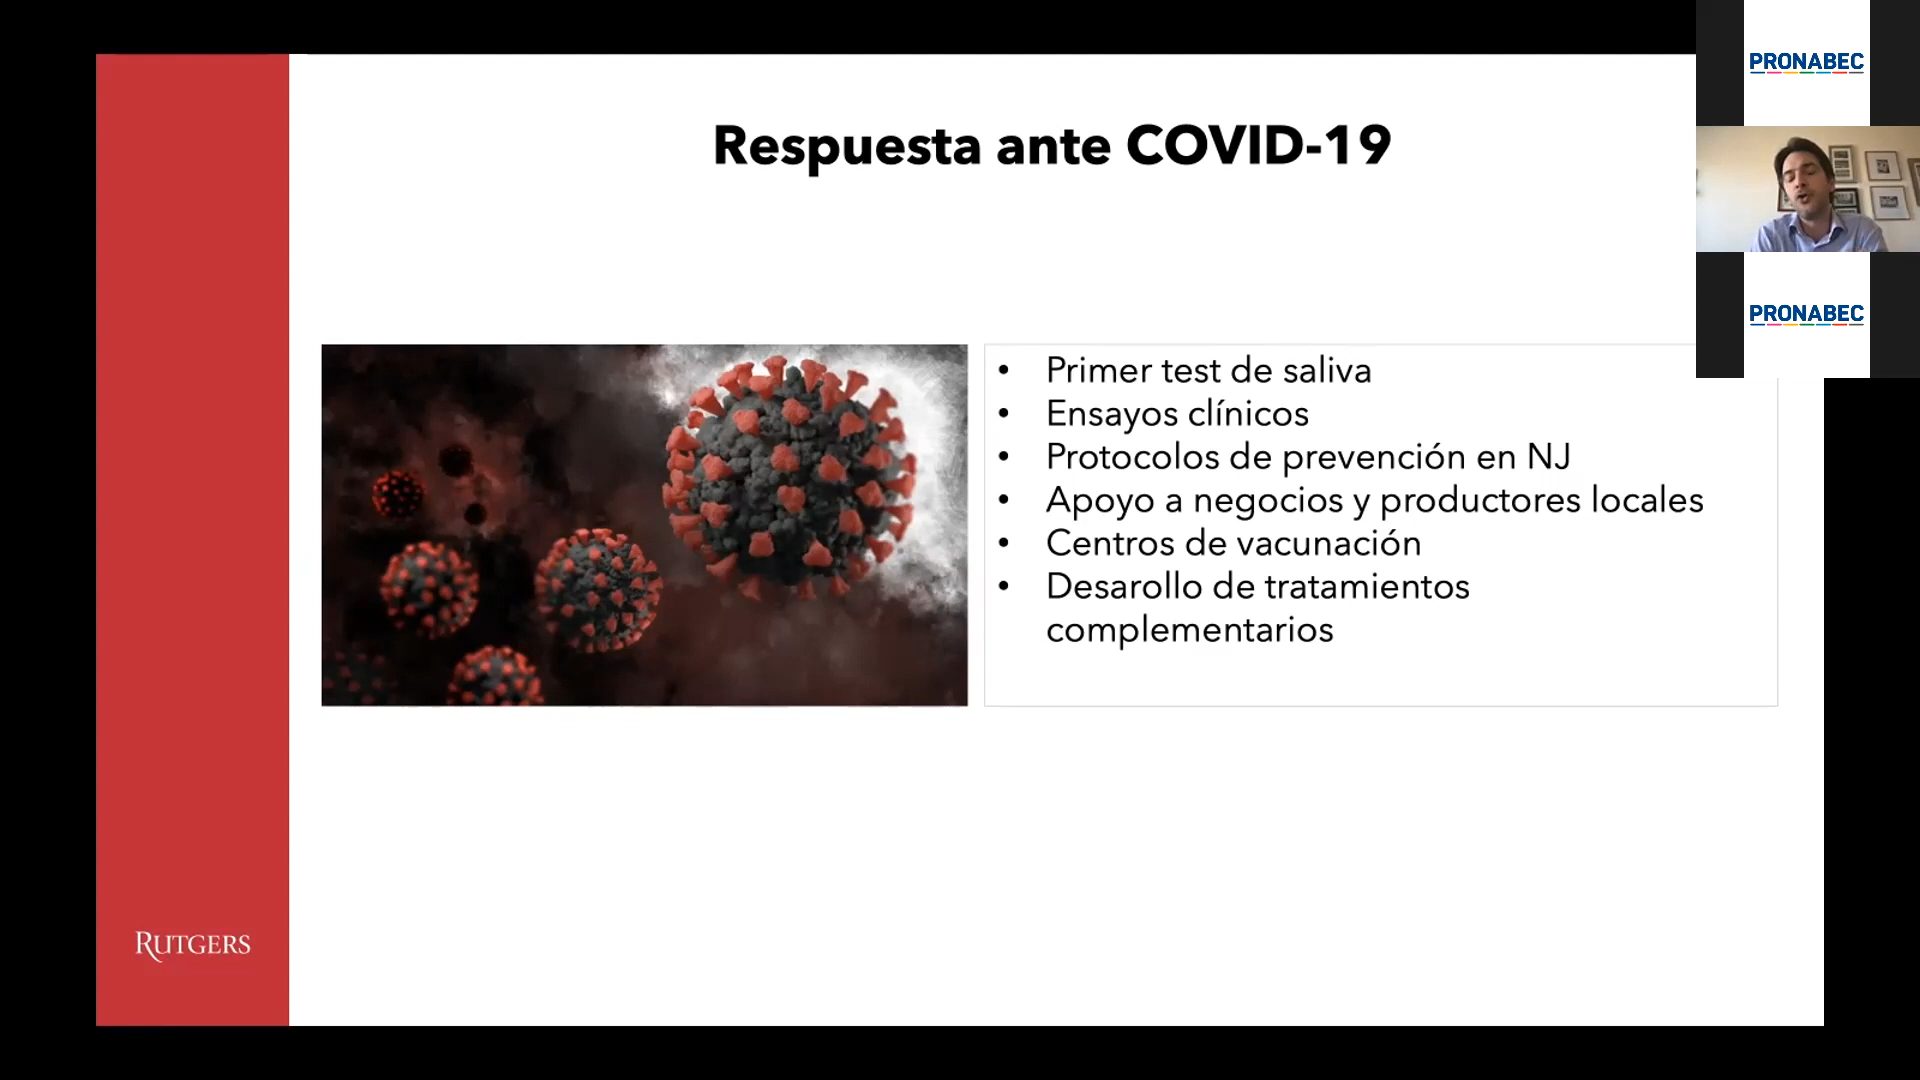 PRONABEC
Respuesta ante COVID-19
PRONABEC
• Primer test de saliva
• Ensayos clínicos
• Protocolos de prevención en NJ
• Apoyo a negocios y productores locales
• Centros de vacunación
• Desarollo de tratamientos
complementarios
RUTGERS